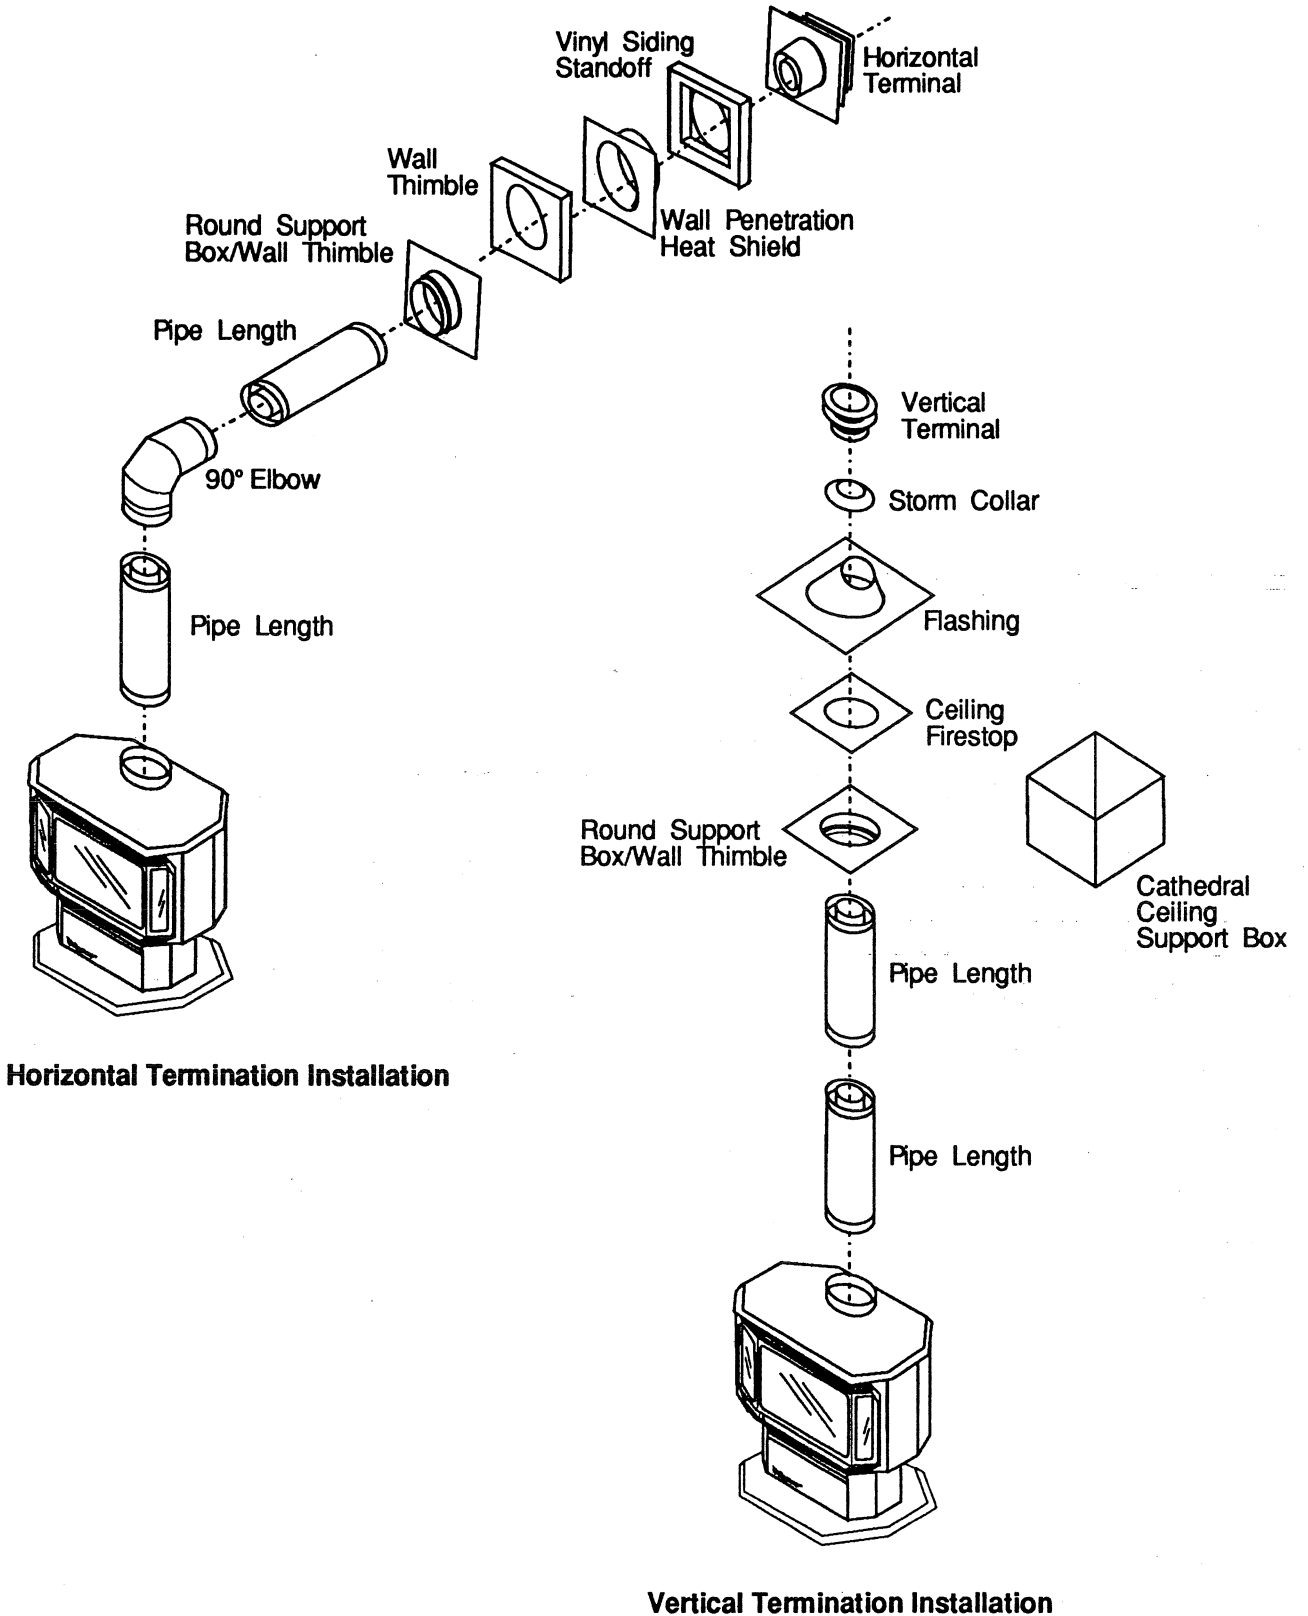 Vinyl Siding
Standoff
Horizontal
Terminal
Wall
Thimble
Wall Penetration
Heat Shield
Round Support
Box/Wall Thimble
Pipe Length
90° Elbow
Pipe Length
Horizontal Termination Installation
Vertical
Terminal
Storm Collar
Flashing
Ceiling
Firestop
Round Support
Box/Wall Thimble
Cathedral
Ceiling
Support Box
Pipe Length
Pipe Length
Vertical Termination Installation